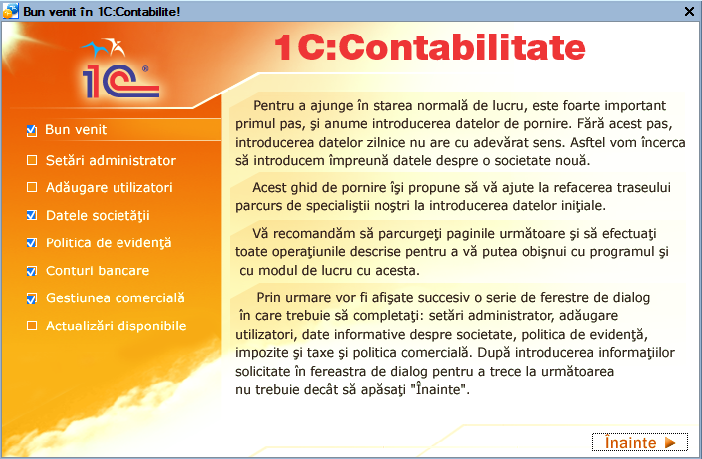 Bun venit în 1C:Contabilite!
1C:Contabilitate
1C®
Bun venit
Setări administrator
Adăugare utilizatori
Datele societăţii
Politica de evidenţă
Conturi bancare
Gestiunea comercială
Actualizări disponibile
Pentru a ajunge în starea normală de lucru, este foarte important
primul pas, şi anume introducerea datelor de pornire. Fără acest pas,
introducerea datelor zilnice nu are cu adevărat sens. Asftel vom încerca
să introducem împreună datele despre o societate nouă.
Acest ghid de pornire îşi propune să vă ajute la refacerea traseului
parcurs de specialiştii noştri la introducerea datelor iniţiale.
Vă recomandăm să parcurgeţi paginile următoare şi să efectuaţi
toate operaţiunile descrise pentru a vă putea obişnui cu programul şi
cu modul de lucru cu acesta.
Prin urmare vor fi afişate succesiv o serie de ferestre de dialog
în care trebuie să completaţi: setări administrator, adăugare
utilizatori, date informative despre societate, politica de evidenţă,
impozite şi taxe şi politica comercială. După introducerea informaţiilor
solicitate în fereastra de dialog pentru a trece la următoarea
nu trebuie decât să apăsaţi "Înainte".
Înainte